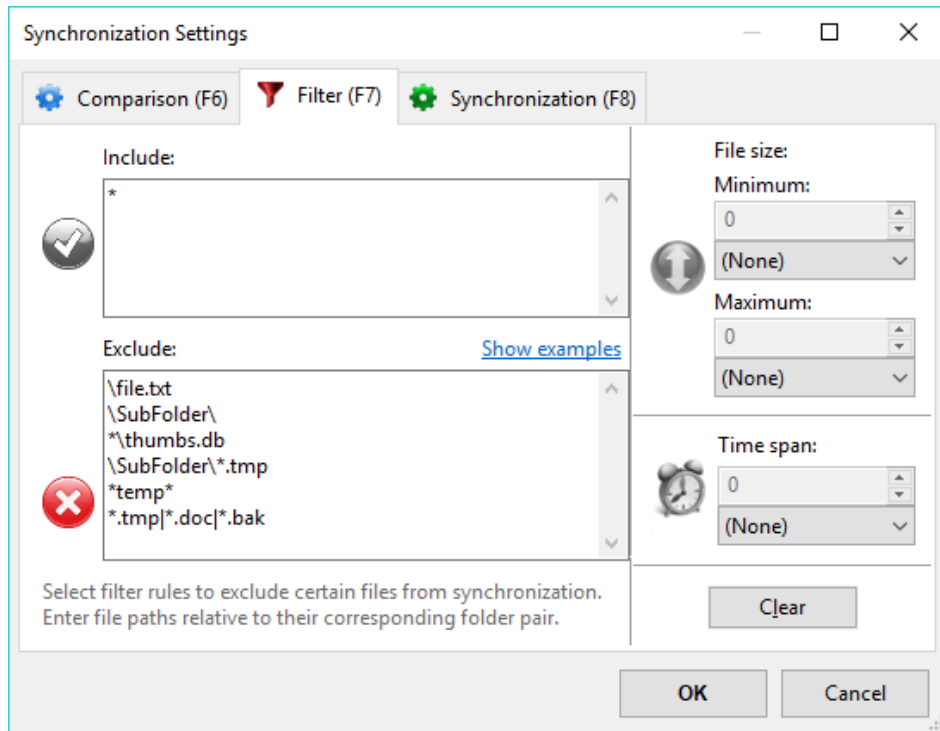 Synchronization Settings
Comparison (F6)
Filter (F7)
Synchronization (F8)
Include:
*
Exclude:
Show examples
\file.txt
\SubFolder\
*\thumbs.db
\SubFolder\*.tmp
*temp*
*.tmp|*.doc|*.bak
Select filter rules to exclude certain files from synchronization.
Enter file paths relative to their corresponding folder pair.
File size:
Minimum:
0
(None)
Maximum:
0
(None)
Time span:
0
(None)
Clear
OK
Cancel